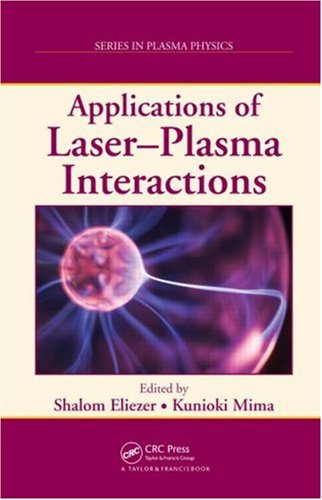 SERIES IN PLASMA PHYSICS
Applications of
Laser–Plasma
Interactions
Edited by
Shalom Eliezer • Kunioki Mima
CRC
CRC Press
Taylor & Francis Group
A TAYLOR & FRANCIS BOOK